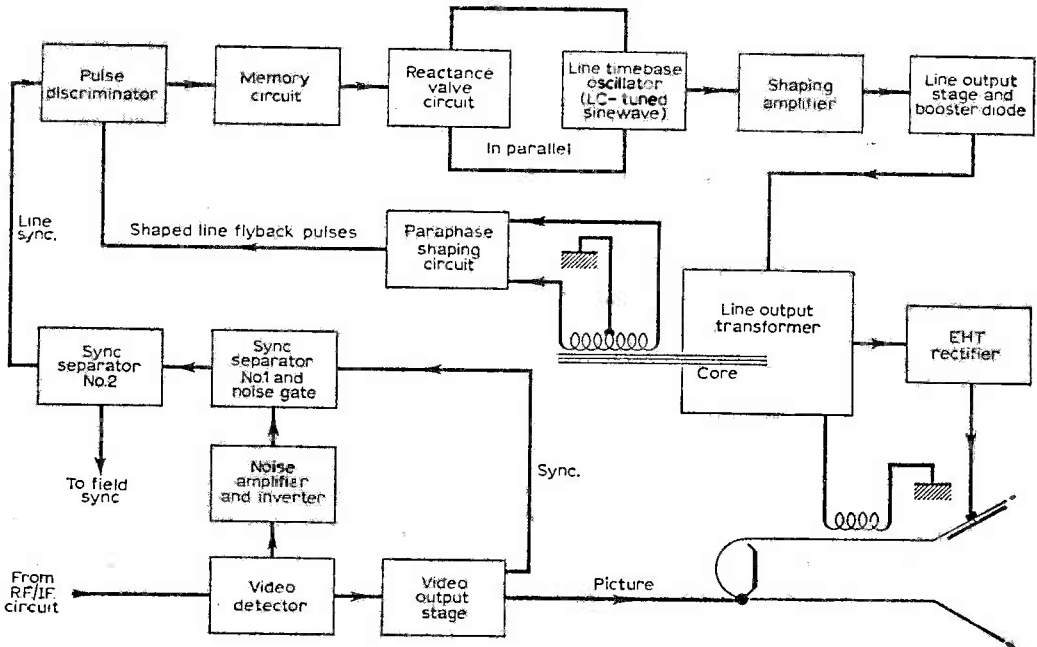 Pulse
discriminator
Memory
circuit
Reactance
valve
circuit
Line timebase
oscillator
(LC-tuned
sinewave)
Shaping
amplifier
Line output
stage and
booster diode
In parallel
Line
sync.
Shaped line flyback pulses
Paraphase
shaping
circuit
Line output
transformer
EHT
rectifier
Core
Sync
separator
No.2
Sync
separator
No.1 and
noise gate
To field
sync
Noise
amplifier
and inverter
Sync.
From
RF/IF
circuit
Video
detector
Video
output
stage
Picture